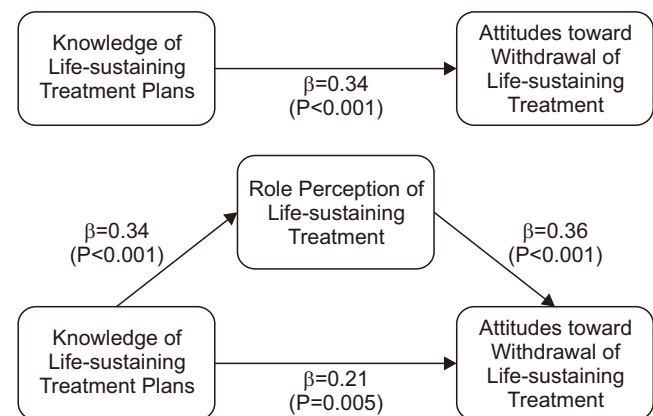 Knowledge of
Life-sustaining
Treatment Plans
β=0.34
(P<0.001)
Attitudes toward
Withdrawal of
Life-sustaining
Treatment
Role Perception of
Life-sustaining
Treatment
β=0.34
(P<0.001)
β=0.36
(P<0.001)
Knowledge of
Life-sustaining
Treatment Plans
β=0.21
(P=0.005)
Attitudes toward
Withdrawal of
Life-sustaining
Treatment